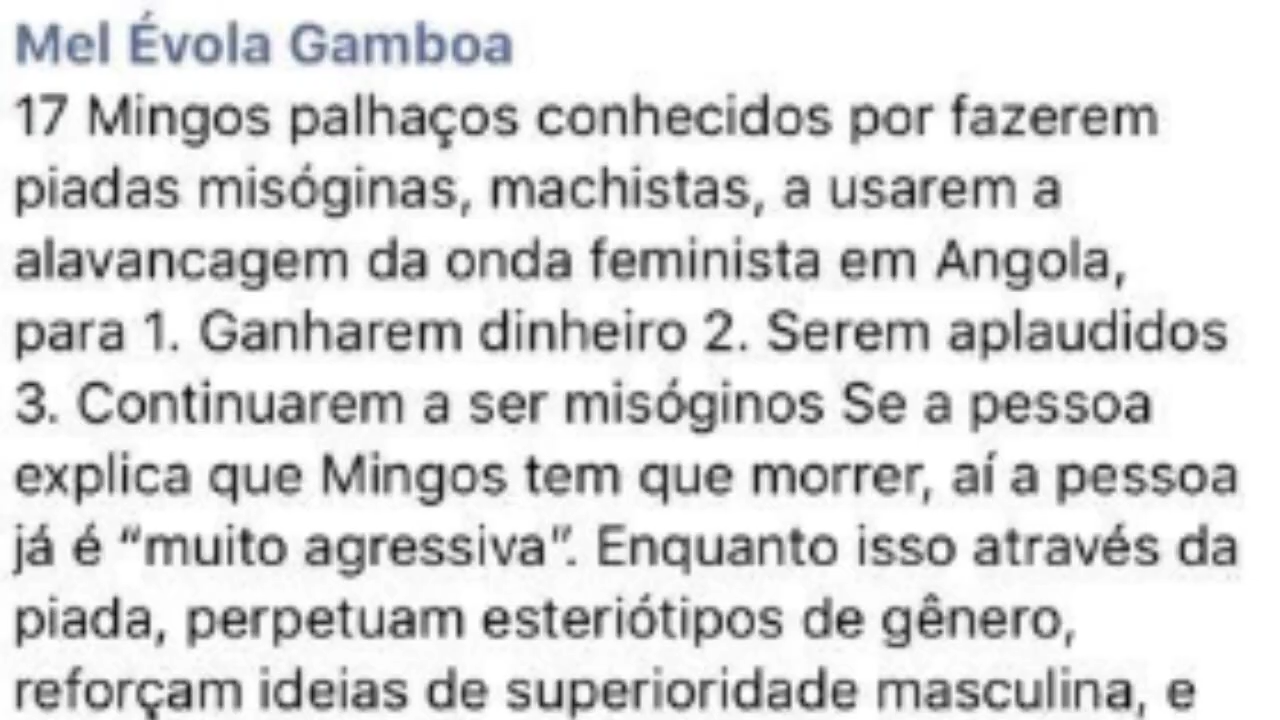 Mel Évola Gamboa
17 Mingos palhaços conhecidos por fazerem
piadas misóginas, machistas, a usarem a
alavancagem da onda feminista em Angola,
para 1. Ganharem dinheiro 2. Serem aplaudidos
3. Continuarem a ser misóginos Se a pessoa
explica que Mingos tem que morrer, aí a pessoa
já é “muito agressiva”. Enquanto isso através da
piada, perpetuam esteriótipos de gênero,
reforçam ideias de superioridade masculina, e